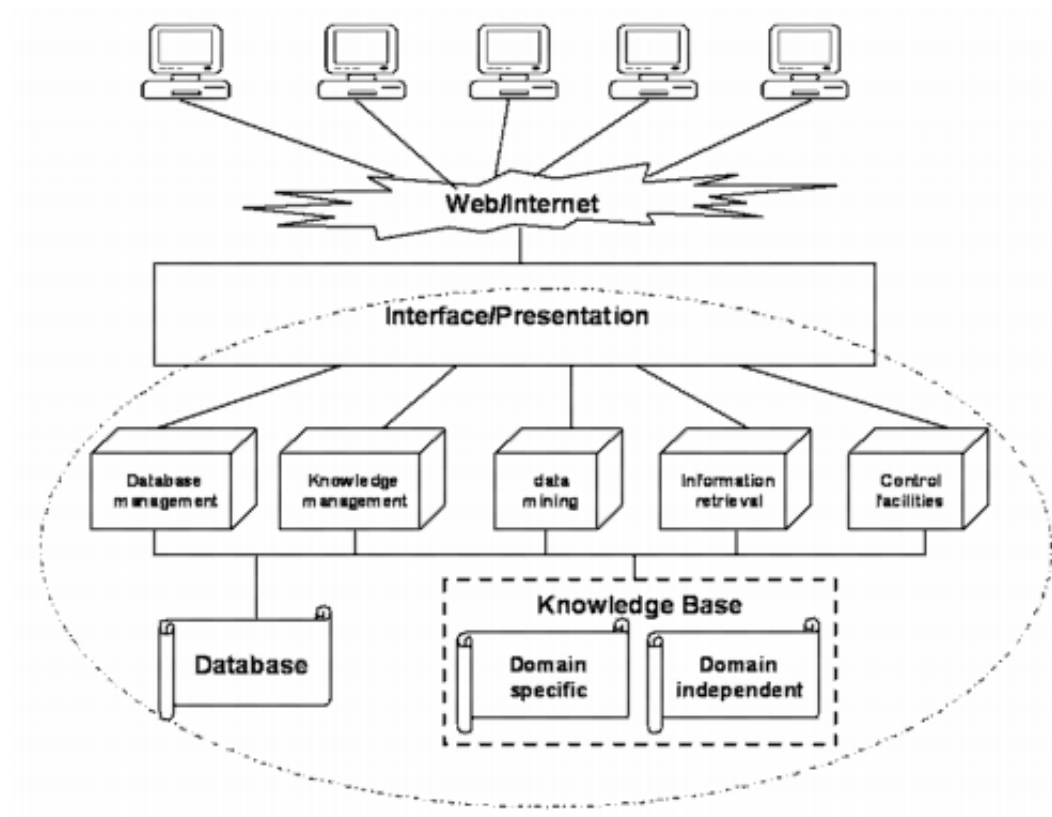 Web/Internet
Interface/Presentation
Database
management
Knowledge
management
data
mining
Information
retrieval
Control
facilities
Database
Knowledge Base
Domain
specific
Domain
independent